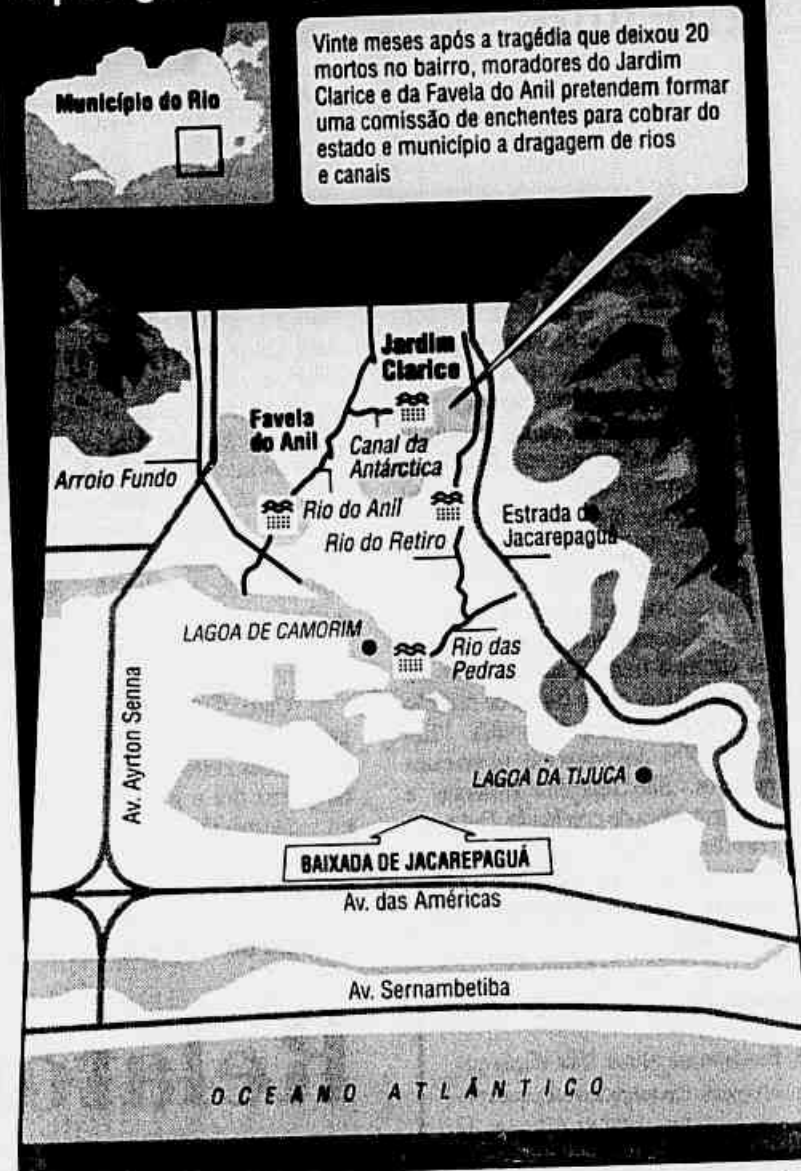 Município do Rio
Vinte meses após a tragédia que deixou 20
mortos no bairro, moradores do Jardim
Clarice e da Favela do Anil pretendem formar
uma comissão de enchentes para cobrar do
estado e município a dragagem de rios
e canais
Jardim
Clarice
Favela
do Anil
Canal da
Antárctica
Arroio Fundo
Rio do Anil
Rio do Retiro
Estrada de
Jacarepaguá
LAGOA DE CAMORIM
Rio das
Pedras
Av. Ayrton Senna
LAGOA DA TIJUCA
BAIXADA DE JACAREPAGUÁ
Av. das Américas
Av. Sernambetiba
OCEANO ATLÂNTICO